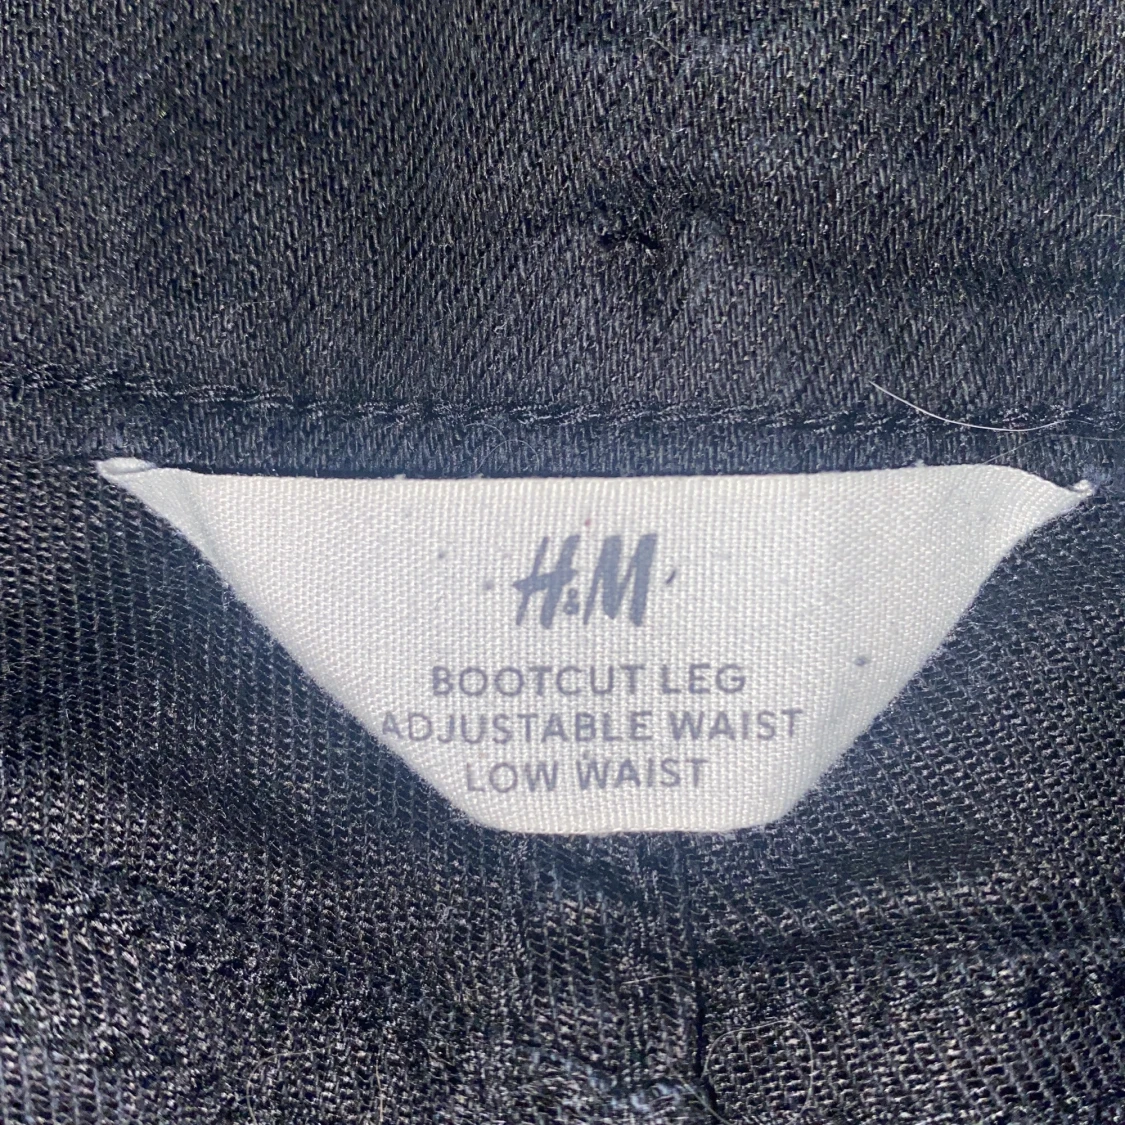 H&M
BOOTCUT LEG
ADJUSTABLE WAIST
LOW WAIST